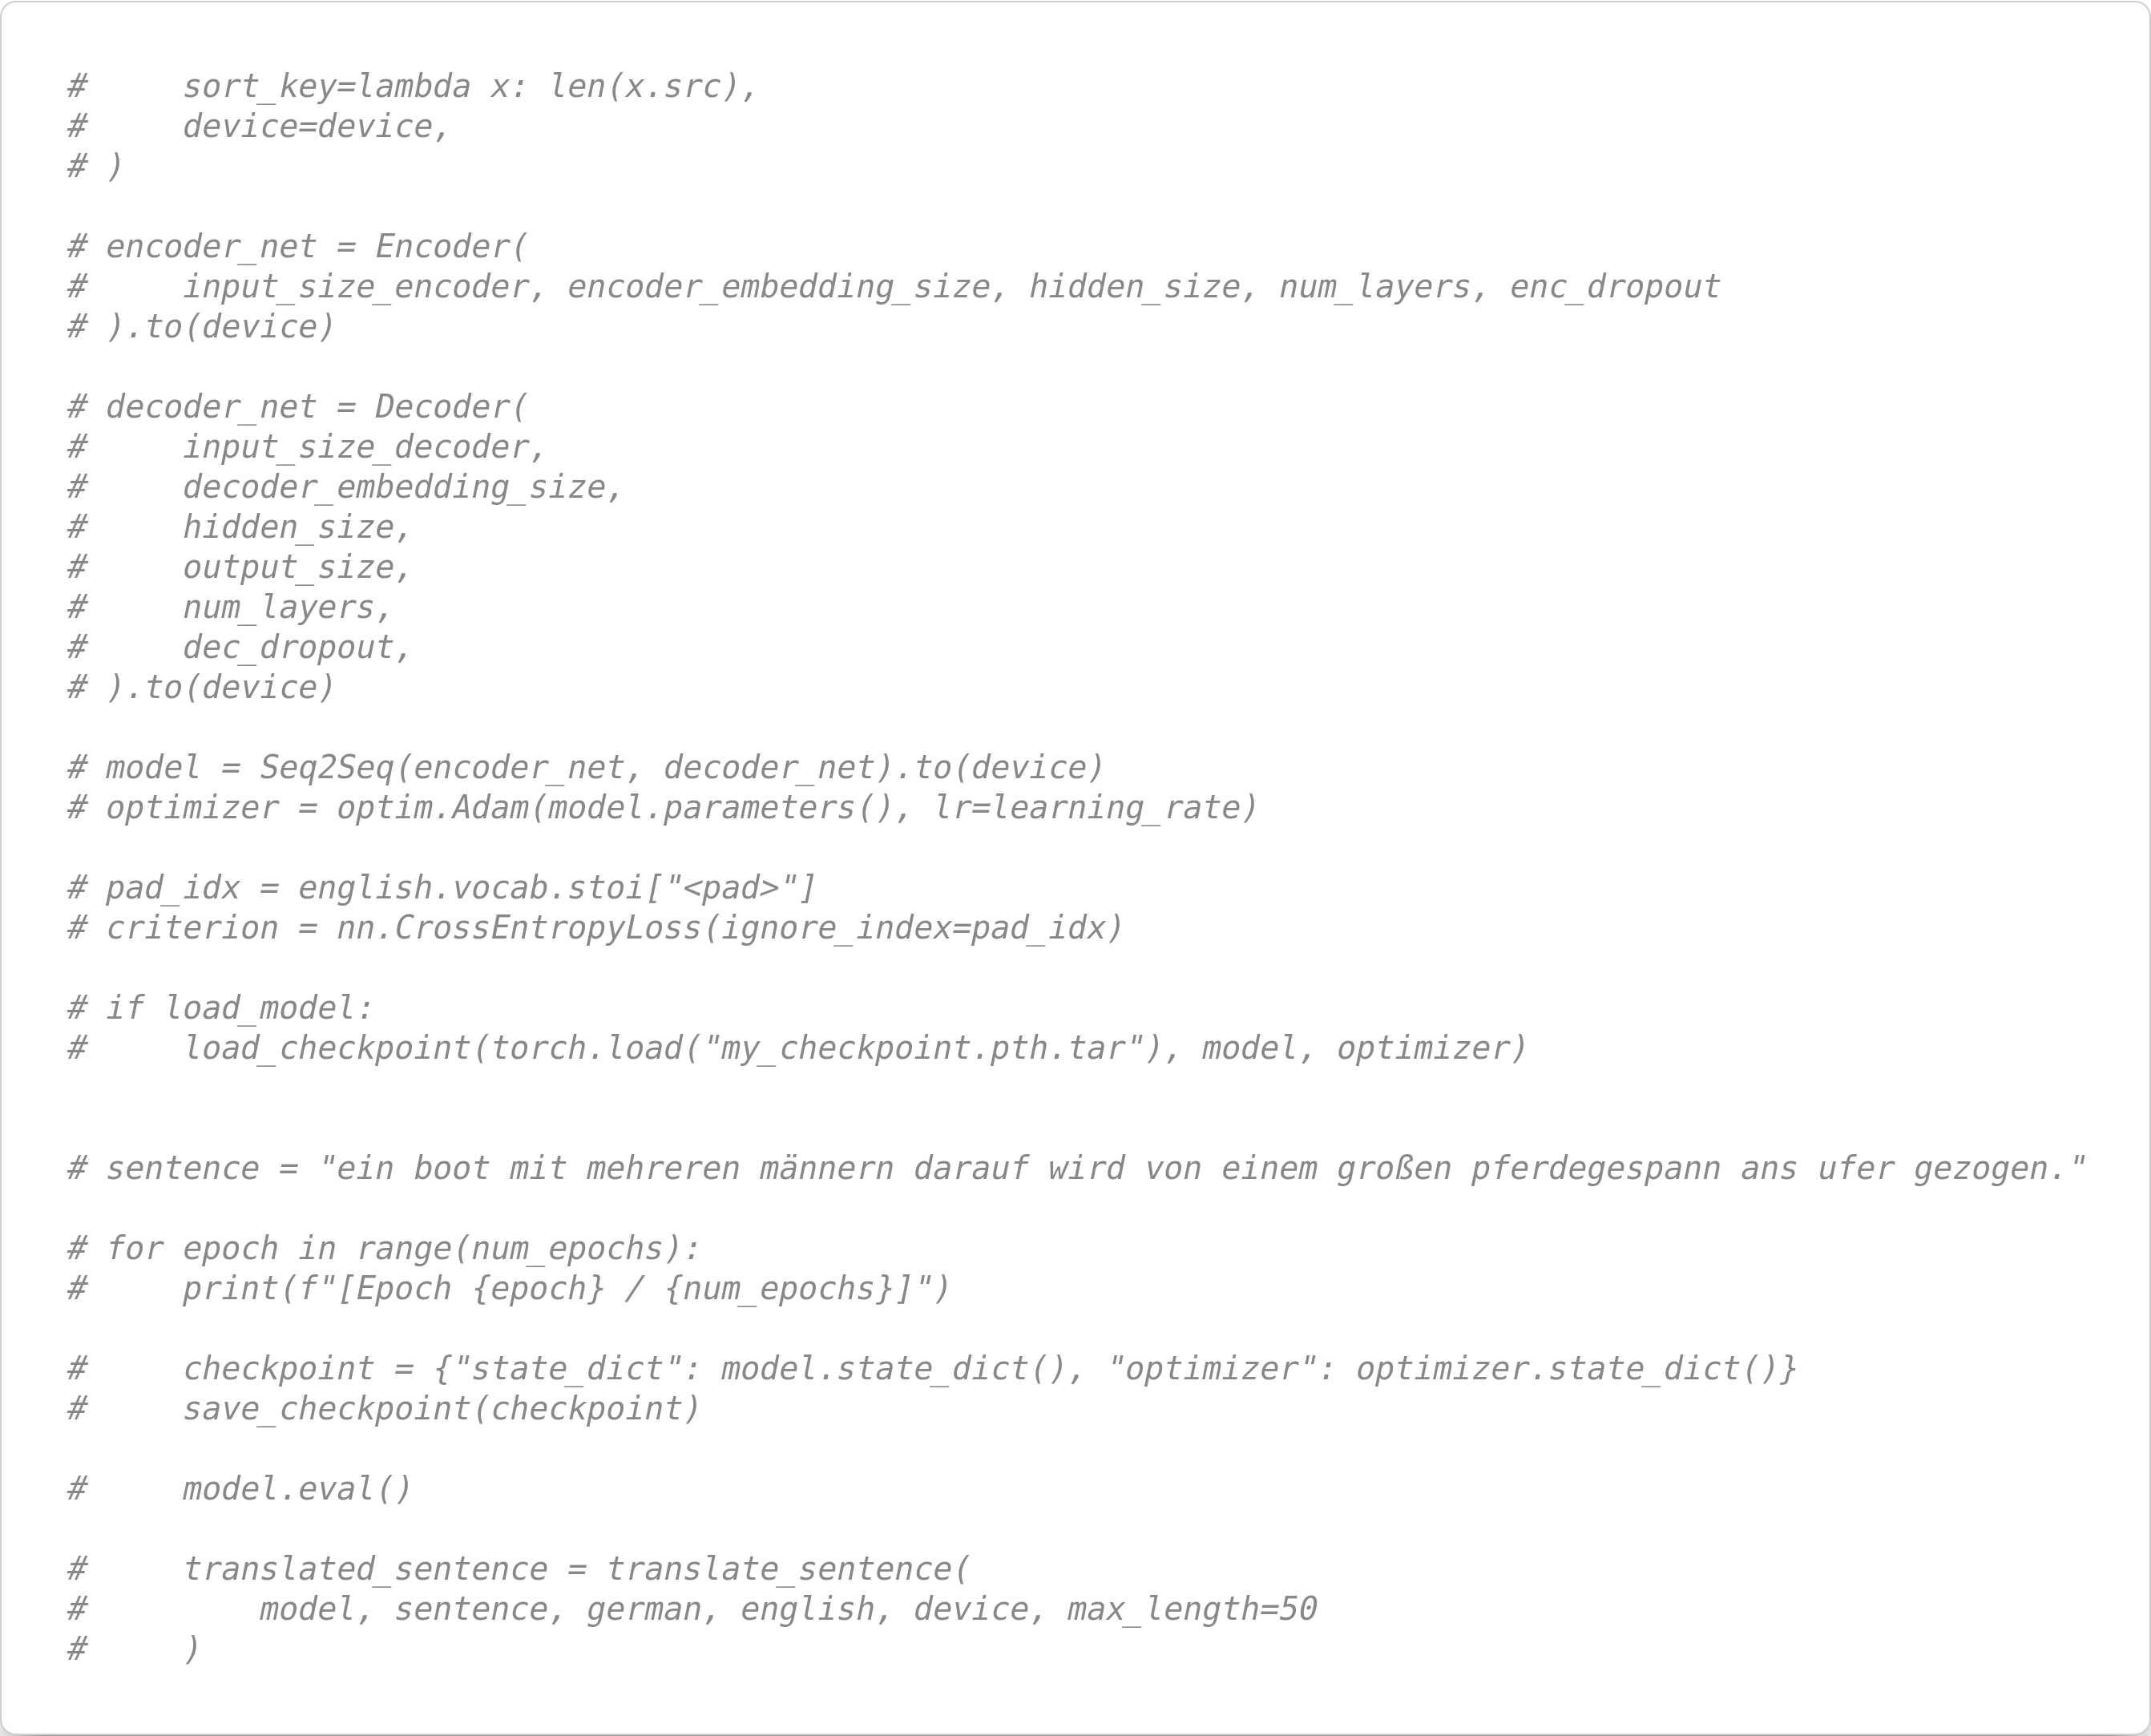 #     sort_key=lambda x: len(x.src),
#     device=device,
# )

# encoder_net = Encoder(
#     input_size_encoder, encoder_embedding_size, hidden_size, num_layers, enc_dropout
# ).to(device)

# decoder_net = Decoder(
#     input_size_decoder,
#     decoder_embedding_size,
#     hidden_size,
#     output_size,
#     num_layers,
#     dec_dropout,
# ).to(device)

# model = Seq2Seq(encoder_net, decoder_net).to(device)
# optimizer = optim.Adam(model.parameters(), lr=learning_rate)

# pad_idx = english.vocab.stoi["<pad>"]
# criterion = nn.CrossEntropyLoss(ignore_index=pad_idx)

# if load_model:
#     load_checkpoint(torch.load("my_checkpoint.pth.tar"), model, optimizer)


# sentence = "ein boot mit mehreren männern darauf wird von einem großen pferdegespann ans ufer gezogen."

# for epoch in range(num_epochs):
#     print(f"[Epoch {epoch} / {num_epochs}]")

#     checkpoint = {"state_dict": model.state_dict(), "optimizer": optimizer.state_dict()}
#     save_checkpoint(checkpoint)

#     model.eval()

#     translated_sentence = translate_sentence(
#         model, sentence, german, english, device, max_length=50
#     )